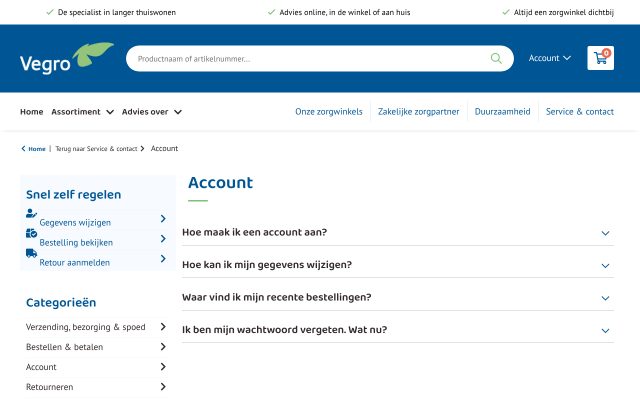 De specialist in langer thuiswonen
Advies online, in de winkel of aan huis
Altijd een zorgwinkel dichtbij
Vegro
Productnaam of artikelnummer...
Account
0
Home
Assortiment
Advies over
Onze zorgwinkels
Zakelijke zorgpartner
Duurzaamheid
Service & contact
Home | Terug naar Service & contact Account
Snel zelf regelen
Gegevens wijzigen
Bestelling bekijken
Retour aanmelden
Categorieën
Verzending, bezorging & spoed
Bestellen & betalen
Account
Retourneren
Account
Hoe maak ik een account aan?
Hoe kan ik mijn gegevens wijzigen?
Waar vind ik mijn recente bestellingen?
Ik ben mijn wachtwoord vergeten. Wat nu?